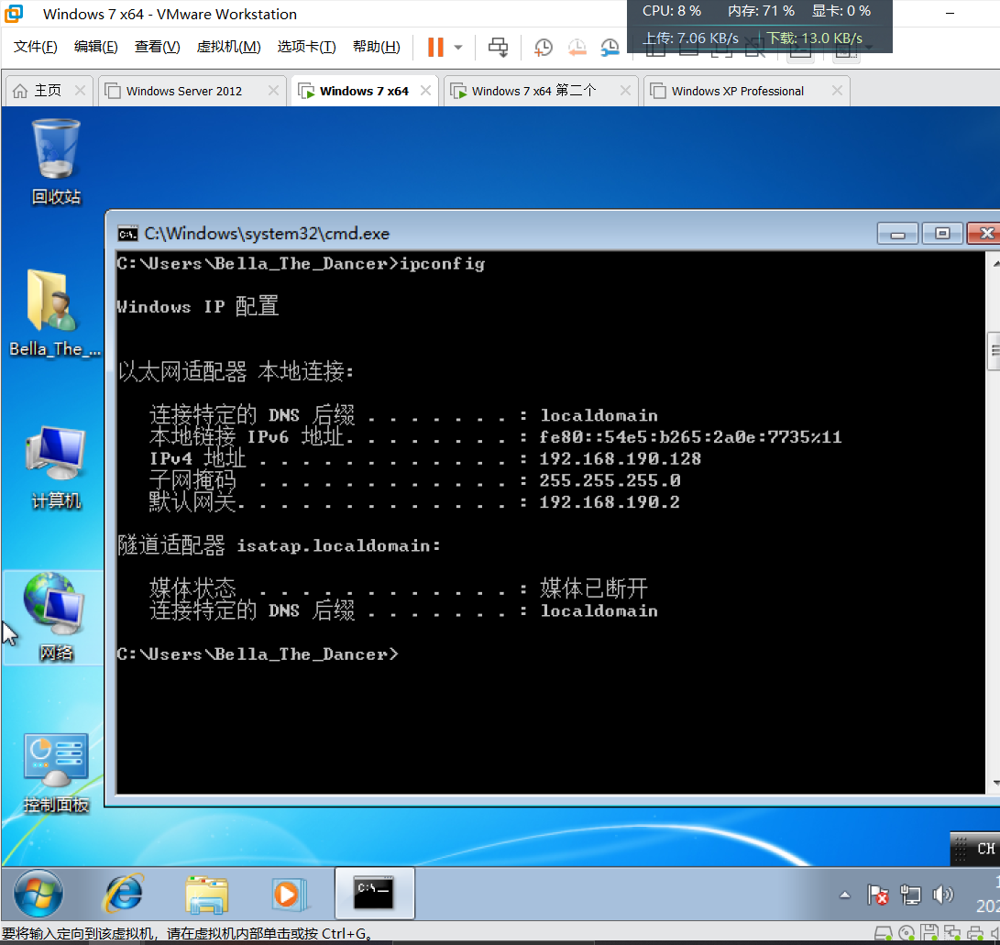 Windows 7 x64 - VMware Workstation
CPU: 8 % 内存: 71 % 显卡: 0 %
上传: 7.06 KB/s 下载: 13.0 KB/s
文件(F) 编辑(E) 查看(V) 虚拟机(M) 选项卡(T) 帮助(H)
主页 Windows Server 2012 Windows 7 x64 Windows 7 x64 第二个 Windows XP Professional
回收站
C:\Windows\system32\cmd.exe
C:\Users\Bella_The_Dancer>ipconfig
Windows IP 配置
Bella_The_...
以太网适配器 本地连接:
连接特定的 DNS 后缀 . . . . . . . : localdomain
本地链接 IPv6 地址. . . . . . . . : fe80::54e5:b265:2a0e:7735%11
IPv4 地址 . . . . . . . . . . . . : 192.168.190.128
子网掩码 . . . . . . . . . . . . : 255.255.255.0
默认网关. . . . . . . . . . . . . : 192.168.190.2
计算机
隧道适配器 isatap.localdomain:
媒体状态 . . . . . . . . . . . . : 媒体已断开
连接特定的 DNS 后缀 . . . . . . . : localdomain
网络
C:\Users\Bella_The_Dancer>
控制面板
CH
要将输入定向到该虚拟机，请在虚拟机内部单击或按 Ctrl+G。